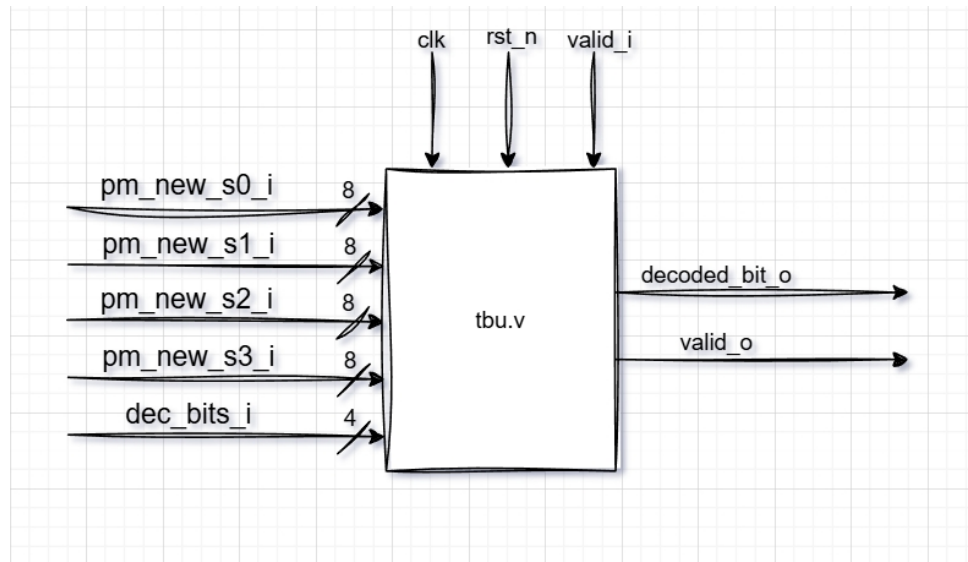 clk rst_n valid_i
pm_new_s0_i 8
pm_new_s1_i 8
pm_new_s2_i 8
pm_new_s3_i 8
dec_bits_i 4
tbu.v
decoded_bit_o
valid_o